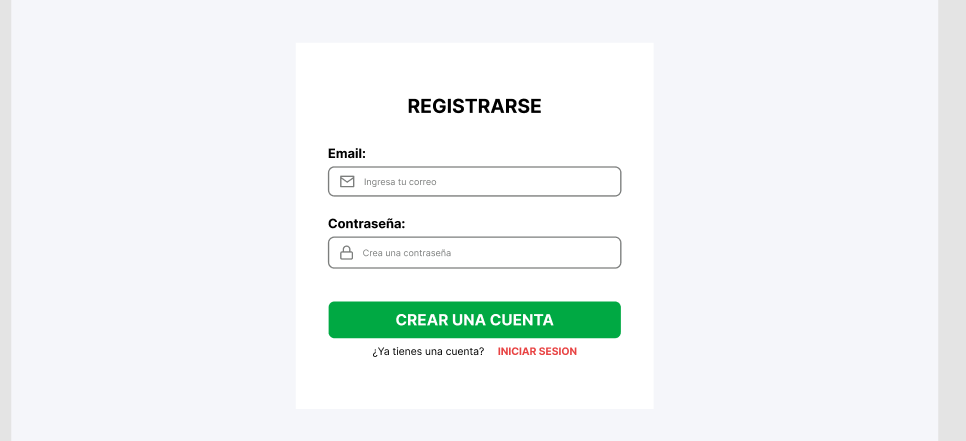 REGISTRARSE
Email:
Ingresa tu correo
Contraseña:
Crea una contraseña
CREAR UNA CUENTA
¿Ya tienes una cuenta? INICIAR SESION